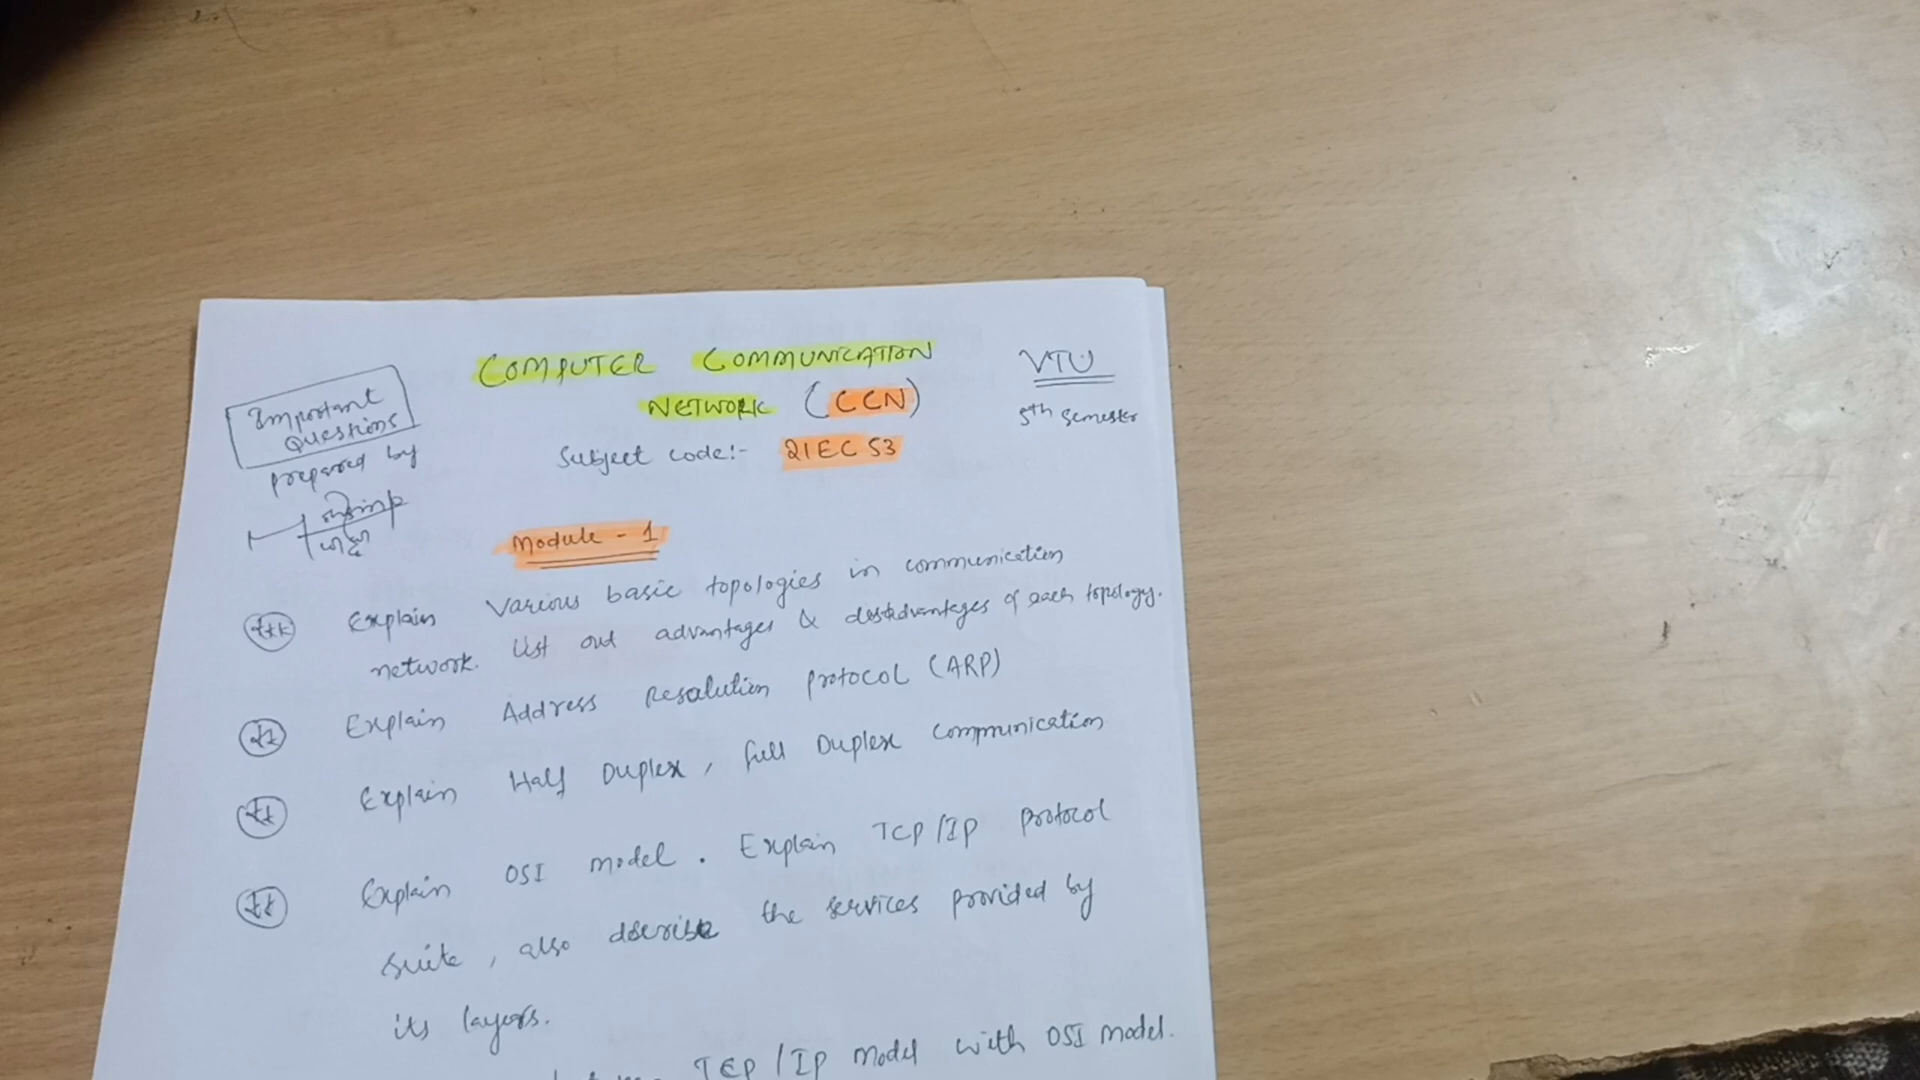 COMPUTER COMMUNICATION
NETWORK (CCN)
VTU
5th semester
Subject code:- 21EC53
Important
Questions
prepared by
Module - 1
Explain Various basic topologies in communication
network. List out advantages & disadvantages of each topology.
Explain Address Resolution Protocol (ARP)
Explain Half Duplex, full Duplex communication
Explain OSI model. Explain TCP/IP protocol
suite, also describe the services provided by
its layers.
TCP/IP model with OSI model.